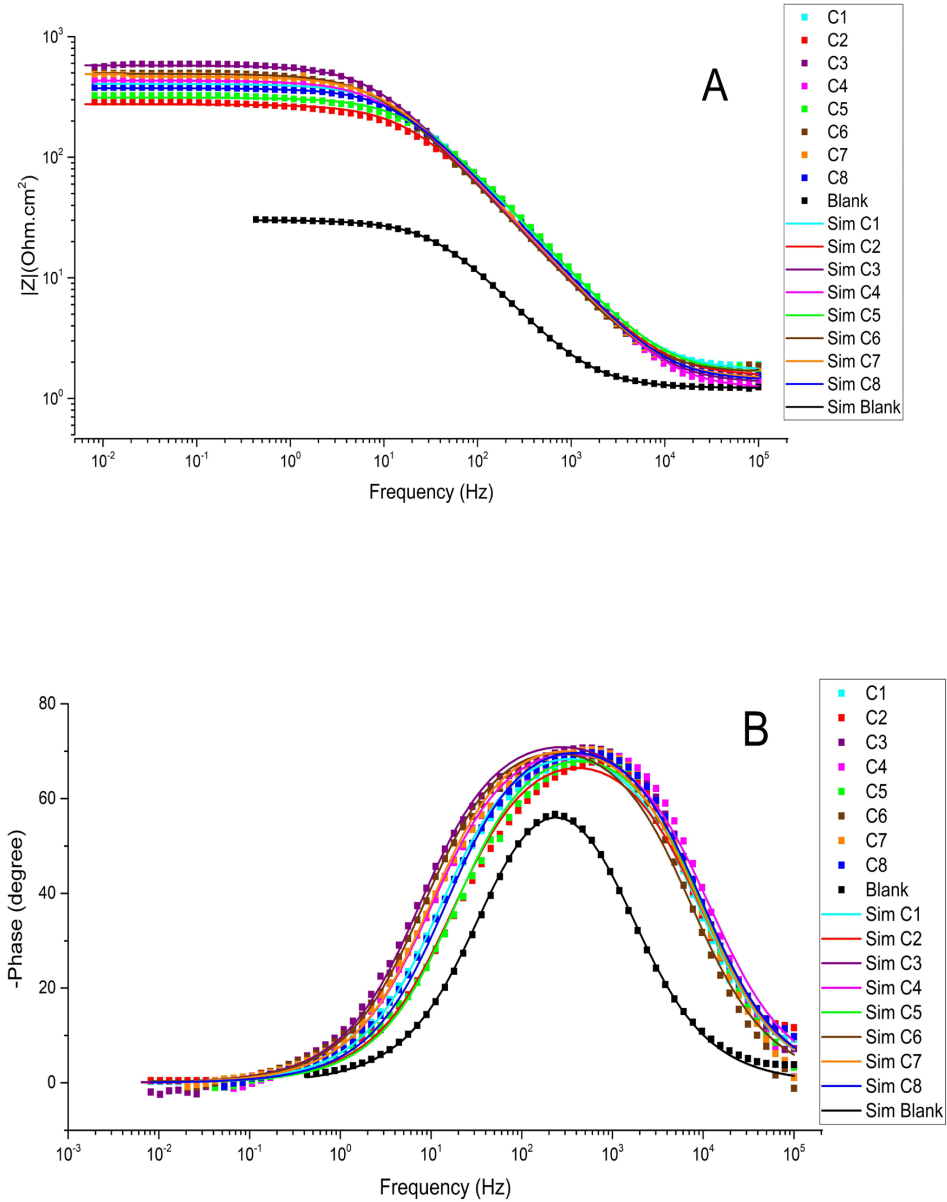 A
C1
C2
C3
C4
C5
C6
C7
C8
Blank
Sim C1
Sim C2
Sim C3
Sim C4
Sim C5
Sim C6
Sim C7
Sim C8
Sim Blank
|Z|(Ohm.cm²)
10³
10²
10¹
10⁰
10⁻² 10⁻¹ 10⁰ 10¹ 10² 10³ 10⁴ 10⁵
Frequency (Hz)
B
C1
C2
C3
C4
C5
C6
C7
C8
Blank
Sim C1
Sim C2
Sim C3
Sim C4
Sim C5
Sim C6
Sim C7
Sim C8
Sim Blank
-Phase (degree)
80
60
40
20
0
10⁻³ 10⁻² 10⁻¹ 10⁰ 10¹ 10² 10³ 10⁴ 10⁵
Frequency (Hz)